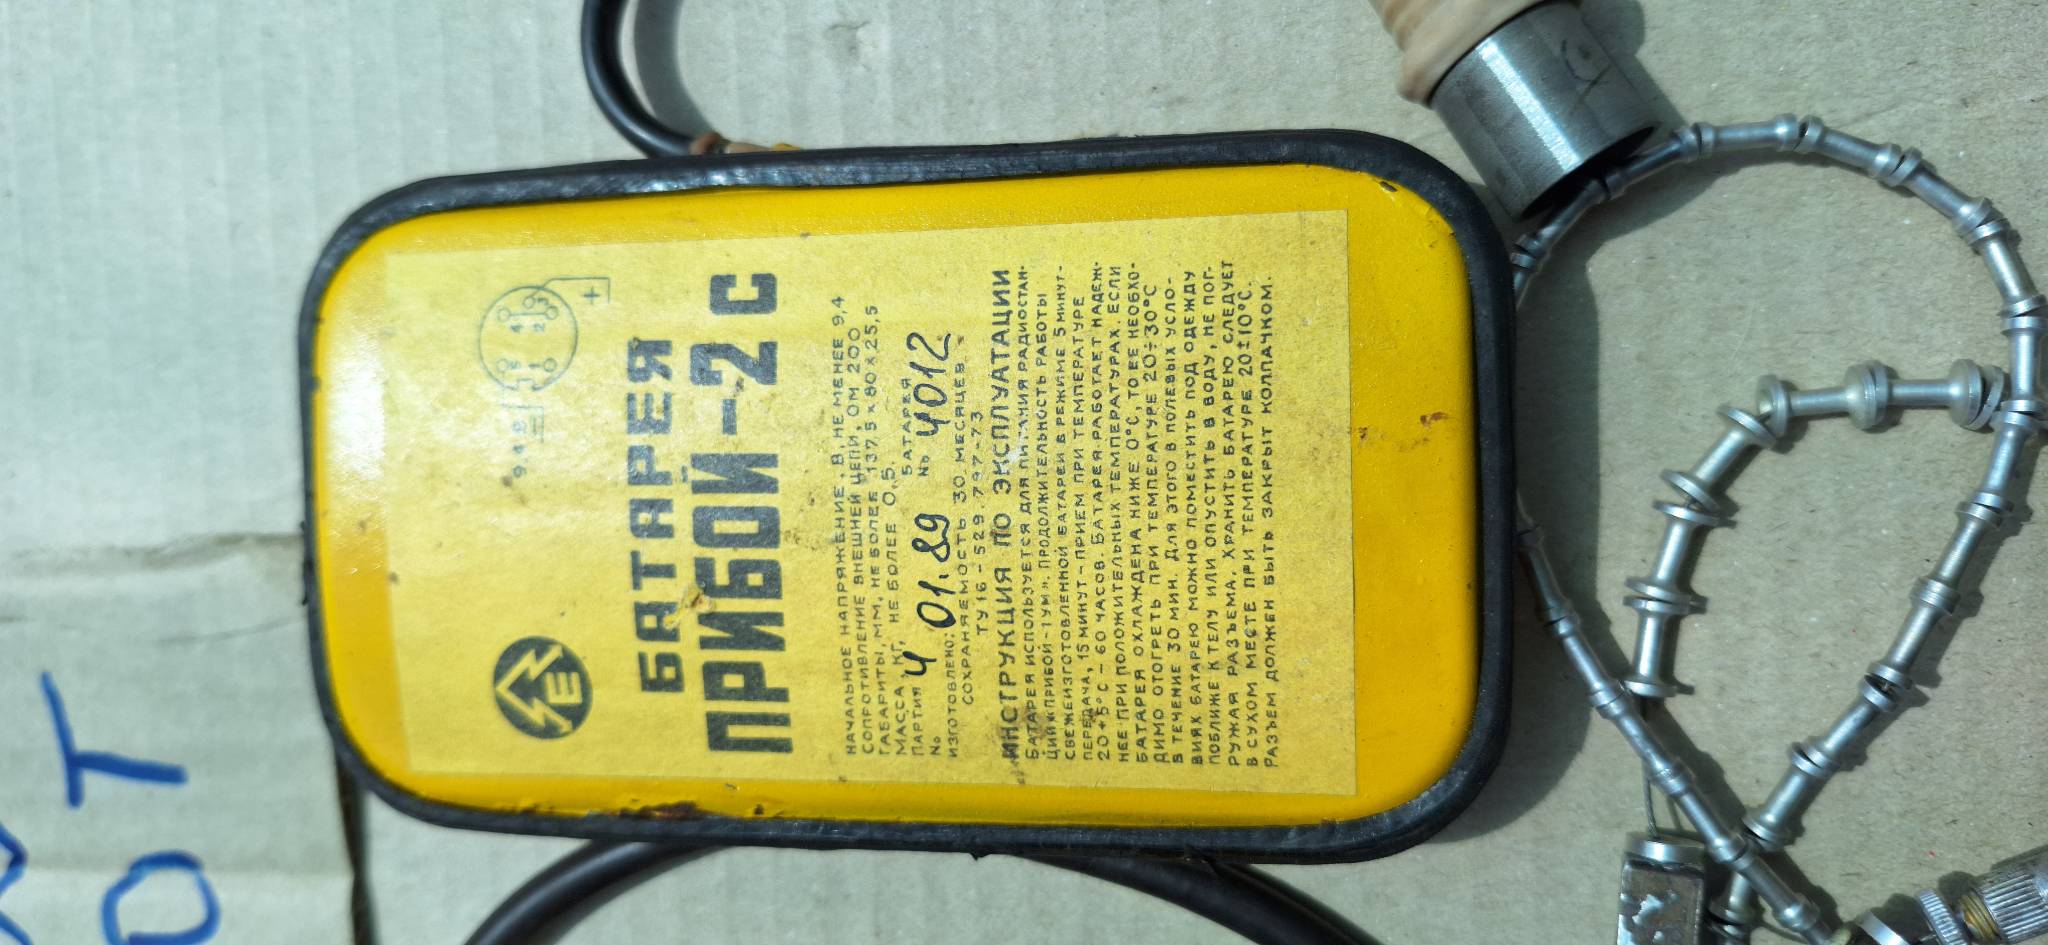 9,4 В
БАТАРЕЯ
ПРИБОЙ-2С
НАЧАЛЬНОЕ НАПРЯЖЕНИЕ, В, НЕ МЕНЕЕ 9,4
СОПРОТИВЛЕНИЕ ВНЕШНЕЙ ЦЕПИ, ОМ 200
ГАБАРИТЫ, ММ, НЕ БОЛЕЕ 137,5×80×25,5
МАССА, КГ, НЕ БОЛЕЕ 0,5.
ПАРТИЯ БАТАРЕЯ
№ 4 01.89 № 4012
ИЗГОТОВЛЕНО:
СОХРАНЯЕМОСТЬ 30 МЕСЯЦЕВ
ТУ 16-529.797-73
ИНСТРУКЦИЯ ПО ЭКСПЛУАТАЦИИ
БАТАРЕЯ ИСПОЛЬЗУЕТСЯ ДЛЯ ПИТАНИЯ РАДИОСТАН-
ЦИИ «ПРИБОЙ-1УМ». ПРОДОЛЖИТЕЛЬНОСТЬ РАБОТЫ
СВЕЖЕИЗГОТОВЛЕННОЙ БАТАРЕИ В РЕЖИМЕ 5 МИНУТ-
ПЕРЕДАЧА, 15 МИНУТ-ПРИЕМ ПРИ ТЕМПЕРАТУРЕ
20±5°С - 60 ЧАСОВ. БАТАРЕЯ РАБОТАЕТ НАДЕЖ-
НЕЕ ПРИ ПОЛОЖИТЕЛЬНЫХ ТЕМПЕРАТУРАХ. ЕСЛИ
БАТАРЕЯ ОХЛАЖДЕНА НИЖЕ 0°С, ТО ЕЕ НЕОБХО-
ДИМО ОТОГРЕТЬ ПРИ ТЕМПЕРАТУРЕ 20÷30°С
В ТЕЧЕНИЕ 30 МИН. ДЛЯ ЭТОГО В ПОЛЕВЫХ УСЛО-
ВИЯХ БАТАРЕЮ МОЖНО ПОМЕСТИТЬ ПОД ОДЕЖДУ
ПОБЛИЖЕ К ТЕЛУ ИЛИ ОПУСТИТЬ В ВОДУ, НЕ ПОГ-
РУЖАЯ РАЗЪЕМА. ХРАНИТЬ БАТАРЕЮ СЛЕДУЕТ
В СУХОМ МЕСТЕ ПРИ ТЕМПЕРАТУРЕ 20±10°С.
РАЗЪЕМ ДОЛЖЕН БЫТЬ ЗАКРЫТ КОЛПАЧКОМ.